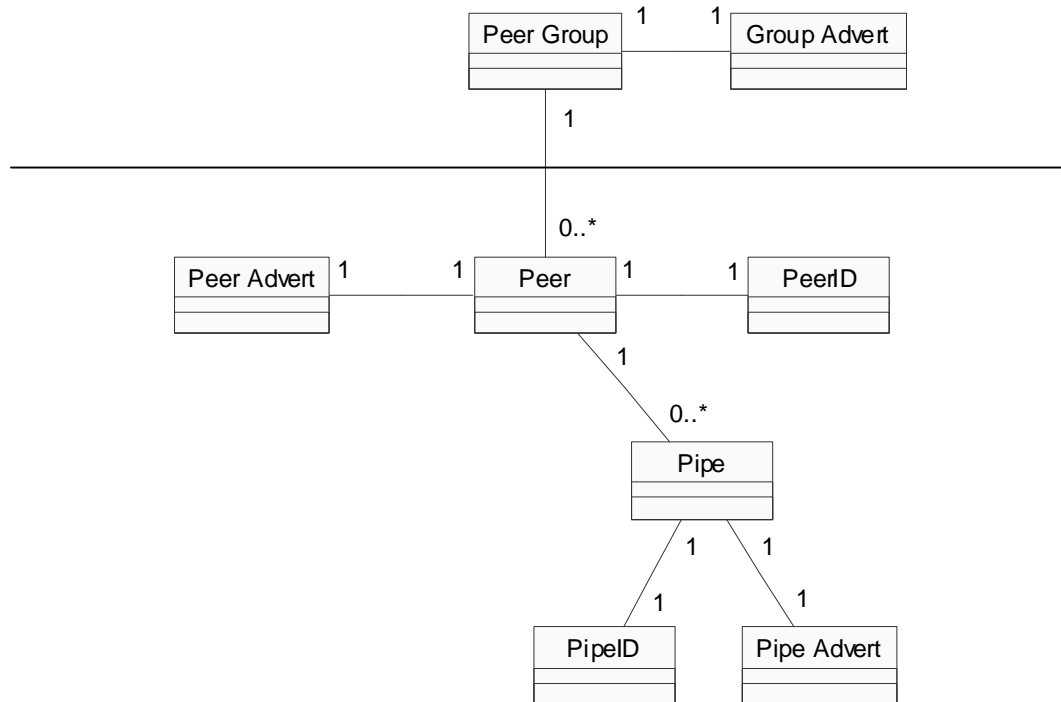 1 1
Peer Group Group Advert
1
0..*
1 1 1 1
Peer Advert Peer PeerID
1
0..*
Pipe
1 1
1 1
PipeID Pipe Advert